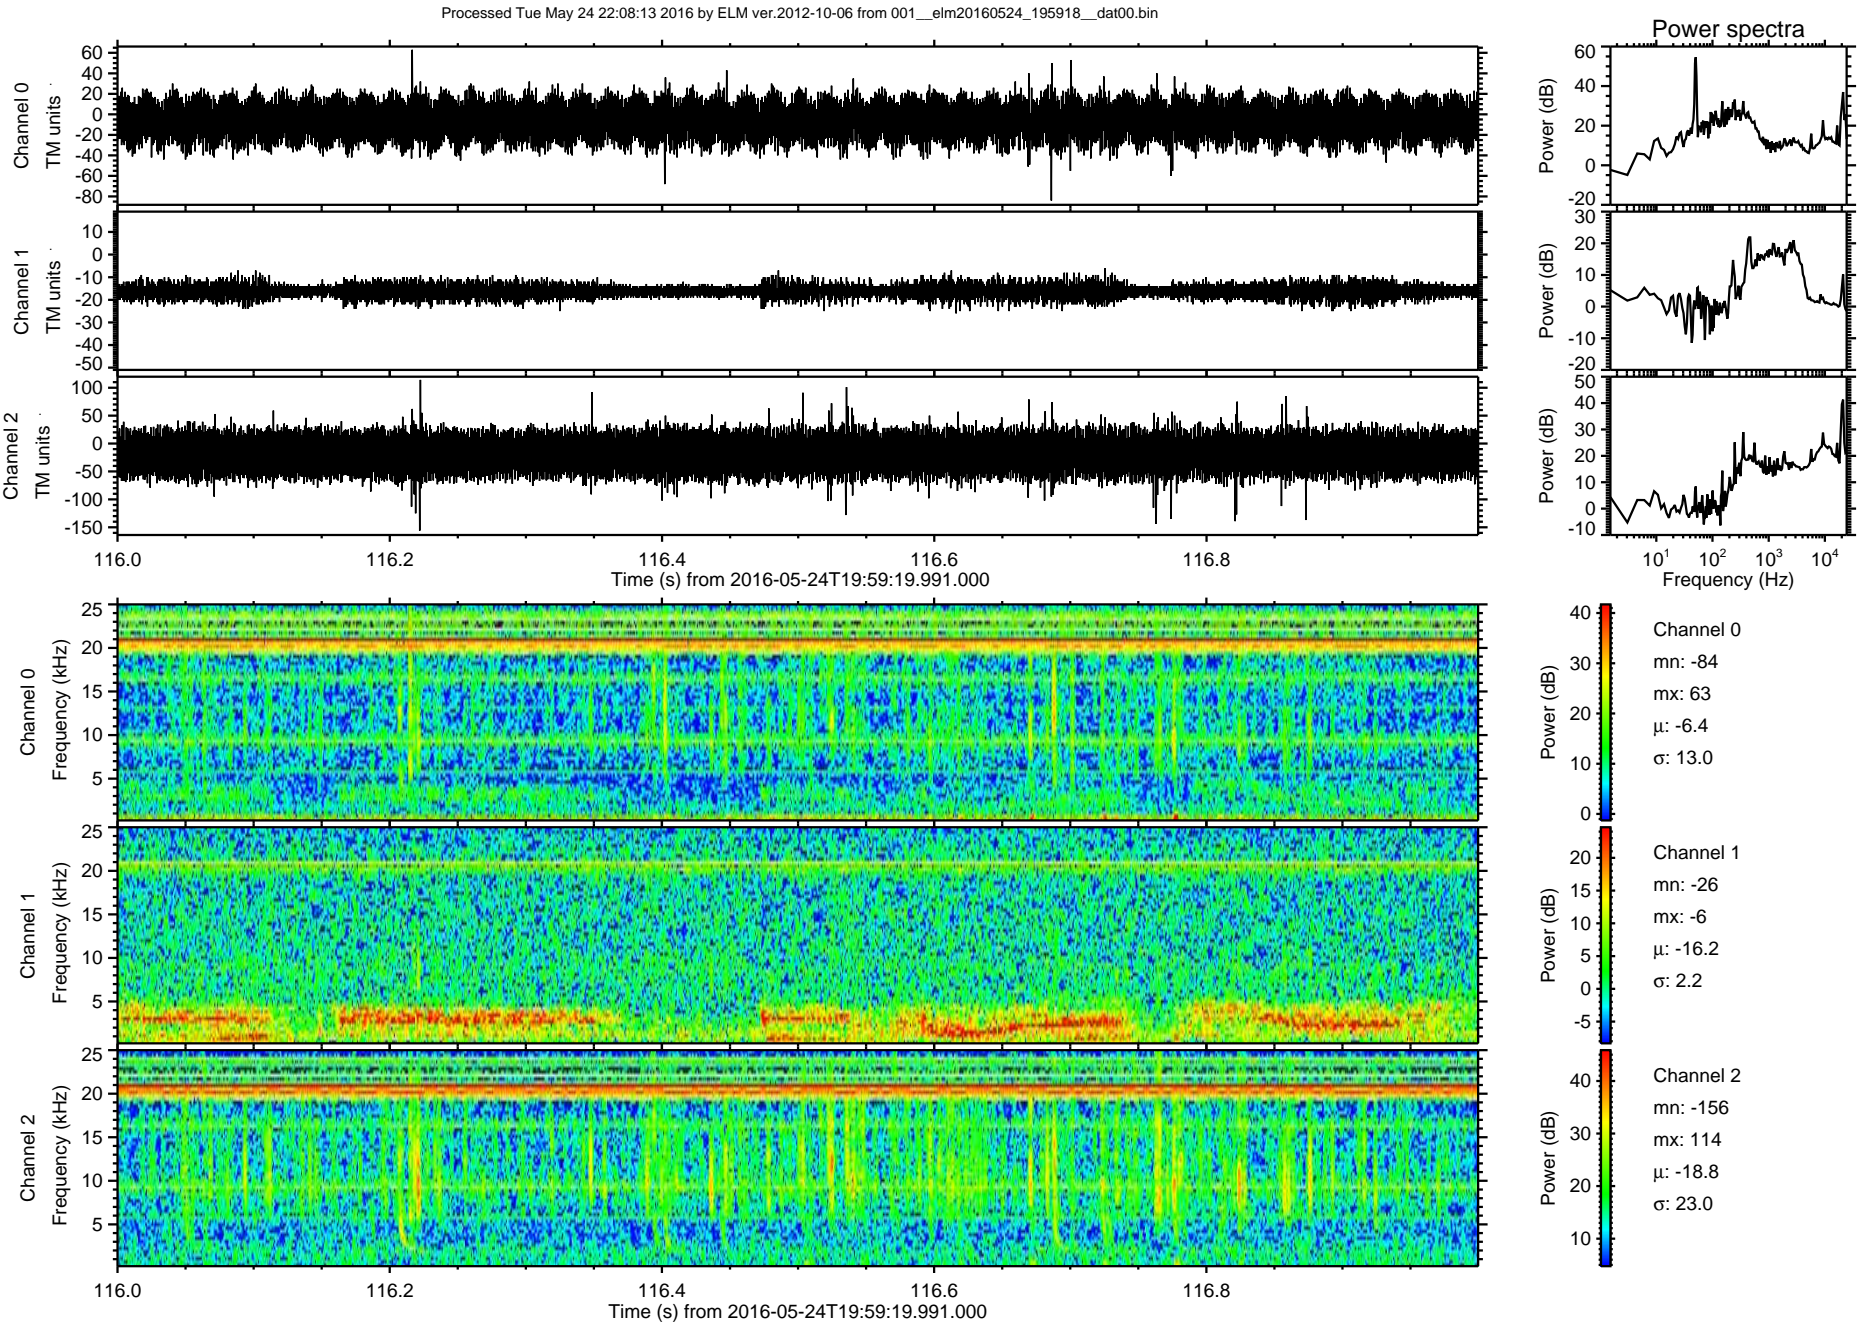 Processed Tue May 24 22:08:13 2016 by ELM ver.2012-10-06 from 001__elm20160524_195918__dat00.bin
Power spectra
Channel 0
TM units
60
40
20
0
-20
-40
-60
-80
Power (dB)
60
40
20
0
-20
Channel 1
TM units
10
0
-10
-20
-30
-40
-50
Power (dB)
30
20
10
0
-10
-20
Channel 2
TM units
100
50
0
-50
-100
-150
Power (dB)
50
40
30
20
10
0
-10
116.0 116.2 116.4 116.6 116.8
Time (s) from 2016-05-24T19:59:19.991.000
10¹ 10² 10³ 10⁴
Frequency (Hz)
Channel 0
Frequency (kHz)
25
20
15
10
5
Power (dB)
40
30
20
10
0
Channel 0
mn: -84
mx: 63
μ: -6.4
σ: 13.0
Channel 1
Frequency (kHz)
25
20
15
10
5
Power (dB)
20
15
10
5
0
-5
Channel 1
mn: -26
mx: -6
μ: -16.2
σ: 2.2
Channel 2
Frequency (kHz)
25
20
15
10
5
Power (dB)
40
30
20
10
Channel 2
mn: -156
mx: 114
μ: -18.8
σ: 23.0
116.0 116.2 116.4 116.6 116.8
Time (s) from 2016-05-24T19:59:19.991.000